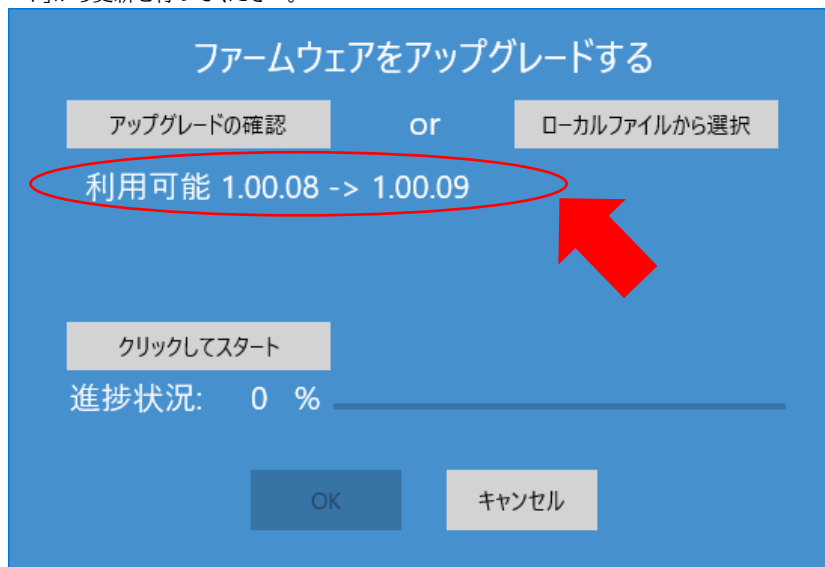 ファームウェアをアップグレードする
アップグレードの確認 or ローカルファイルから選択
利用可能 1.00.08 -> 1.00.09
クリックしてスタート
進捗状況: 0 %
OK キャンセル